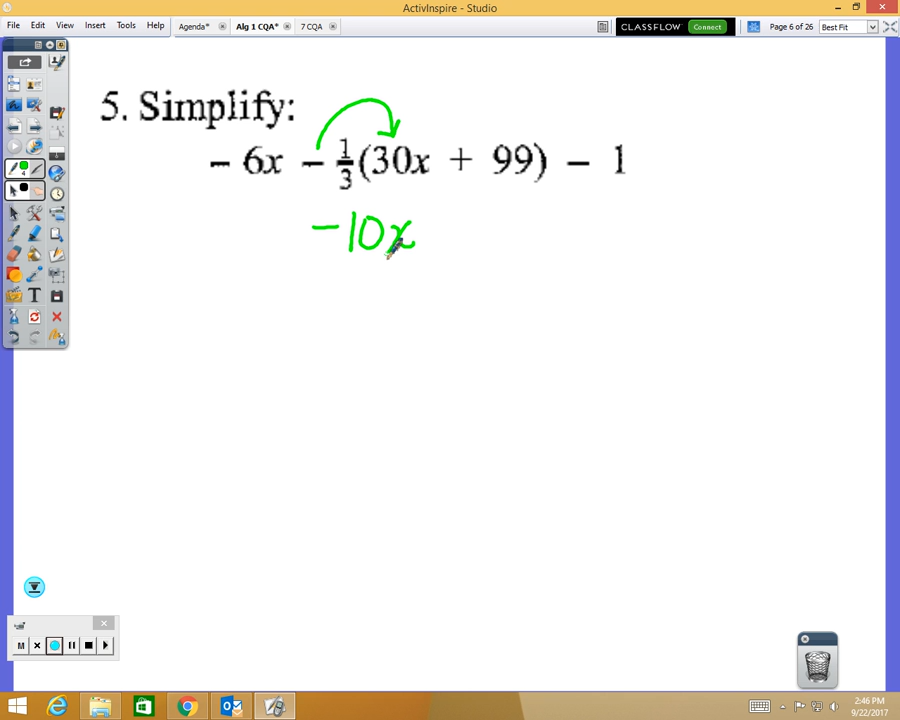 ActivInspire - Studio
File Edit View Insert Tools Help Agenda* Alg 1 CQA* 7 CQA CLASSFLOW Connect Page 6 of 26 Best Fit
5. Simplify:
– 6x – 1/3(30x + 99) – 1
-10x
4
T
M
2:46 PM
9/22/2017